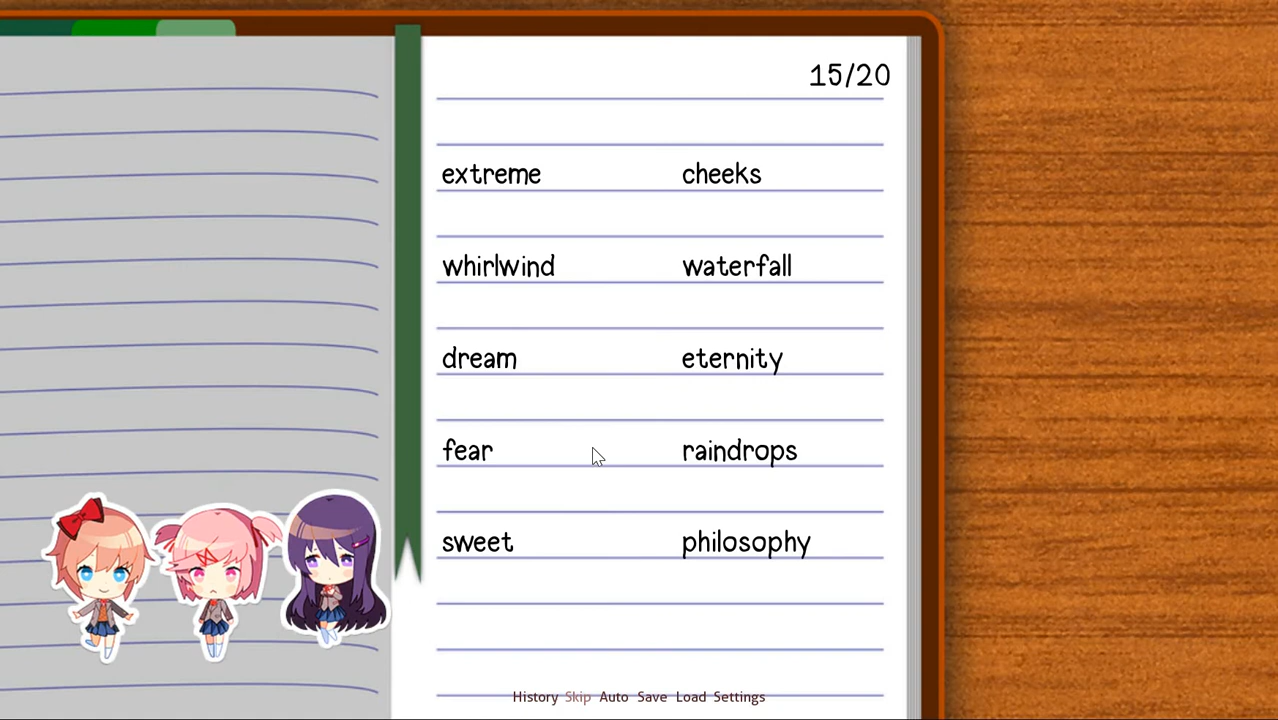 15/20
extreme cheeks
whirlwind waterfall
dream eternity
fear raindrops
sweet philosophy
History Skip Auto Save Load Settings